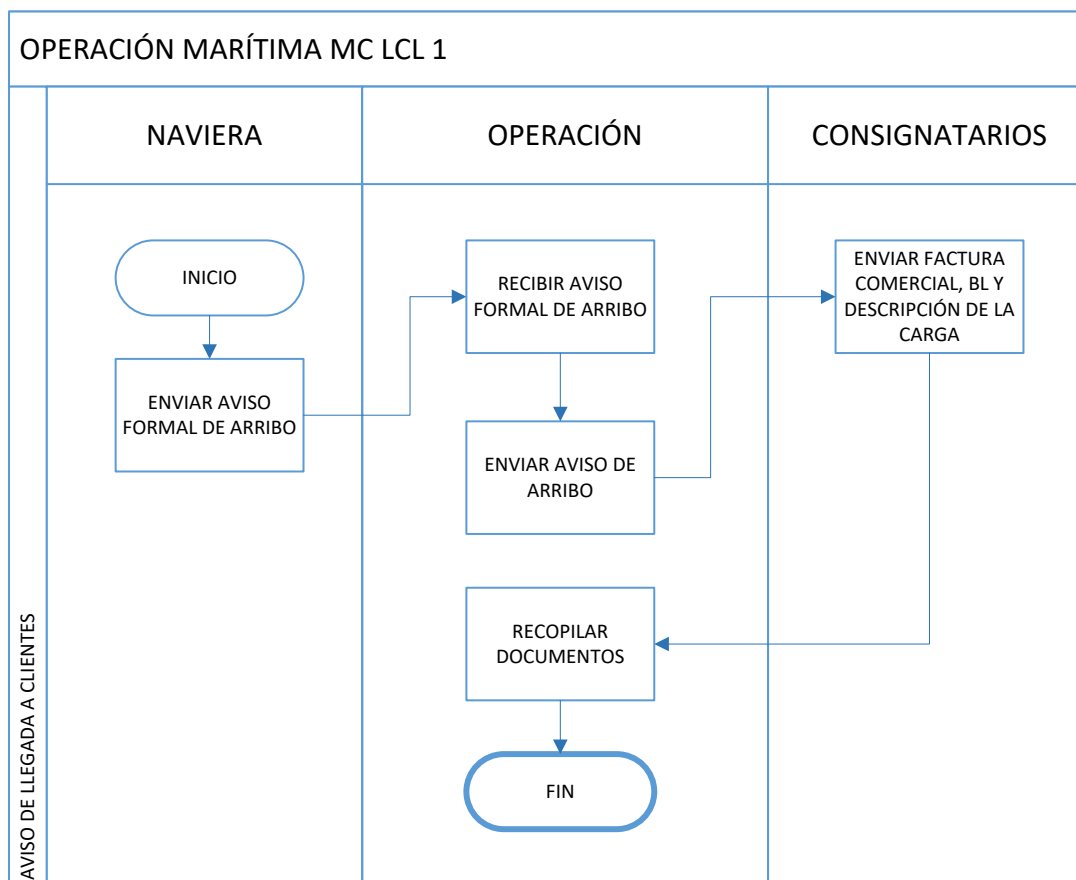 OPERACIÓN MARÍTIMA MC LCL 1
NAVIERA
OPERACIÓN
CONSIGNATARIOS
INICIO
ENVIAR AVISO
FORMAL DE ARRIBO
RECIBIR AVISO
FORMAL DE ARRIBO
ENVIAR AVISO DE
ARRIBO
ENVIAR FACTURA
COMERCIAL, BL Y
DESCRIPCIÓN DE LA
CARGA
RECOPILAR
DOCUMENTOS
FIN
AVISO DE LLEGADA A CLIENTES